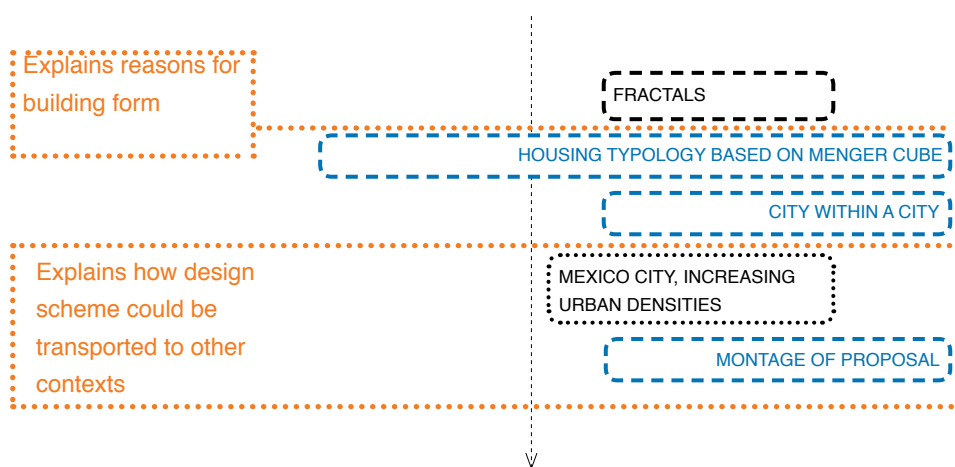 Explains reasons for
building form
FRACTALS
HOUSING TYPOLOGY BASED ON MENGER CUBE
CITY WITHIN A CITY
Explains how design
scheme could be
transported to other
contexts
MEXICO CITY, INCREASING
URBAN DENSITIES
MONTAGE OF PROPOSAL